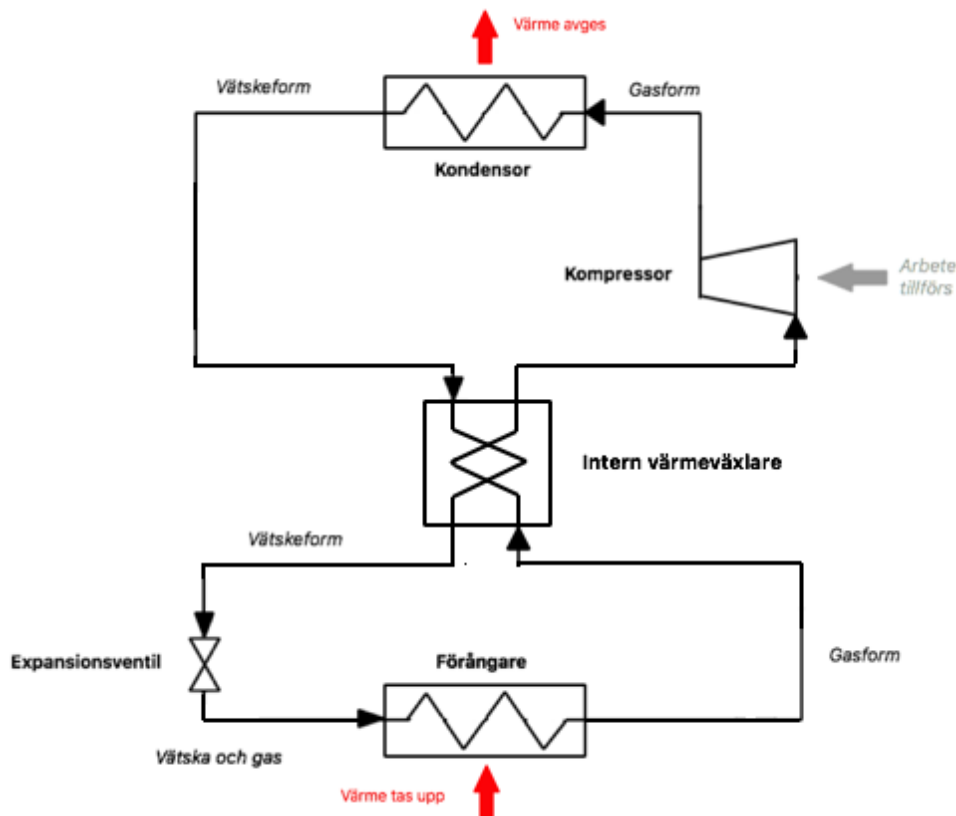 Värme avges
Vätskeform
Gasform
Kondensor
Kompressor
Arbete
tillförs
Intern värmeväxlare
Vätskeform
Expansionsventil
Förångare
Gasform
Vätska och gas
Värme tas upp